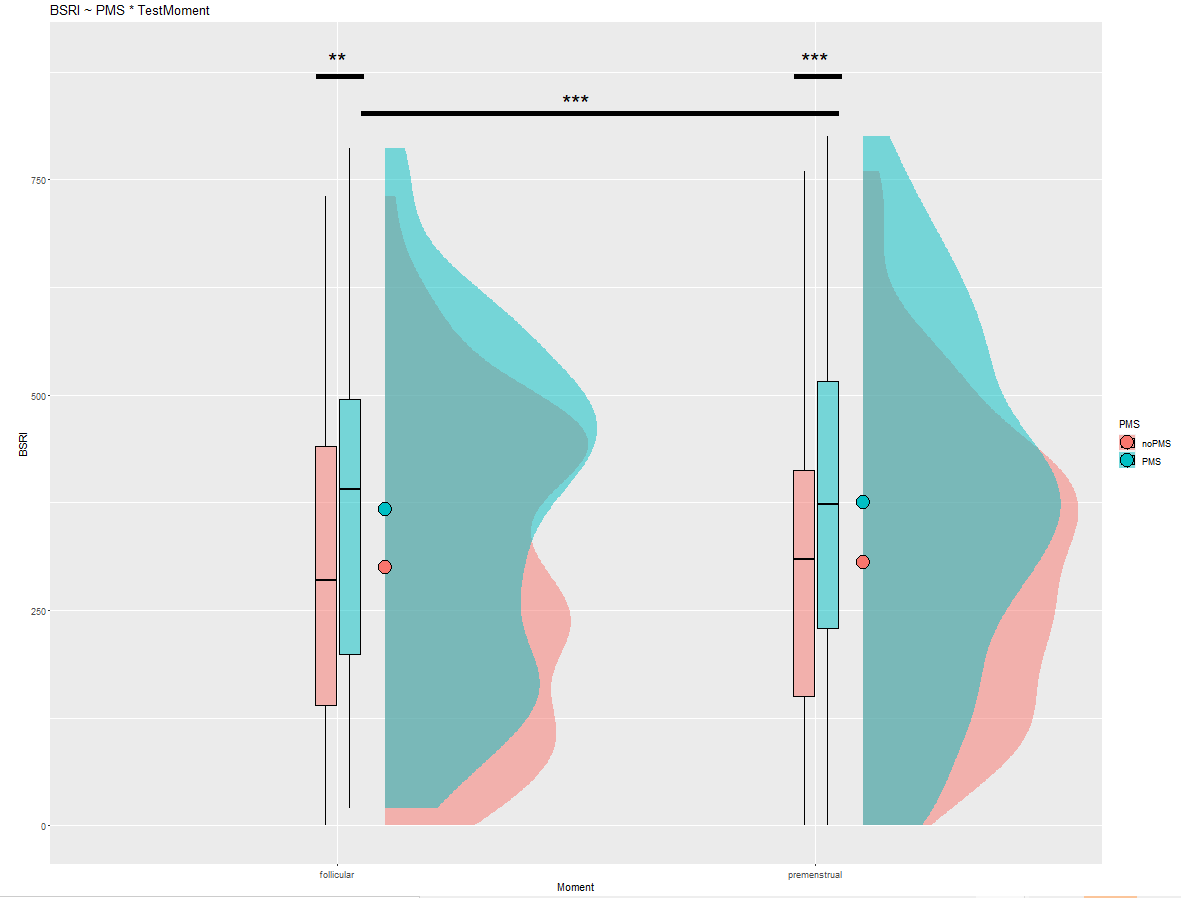 BSRI ~ PMS * TestMoment
** ***
***
750
500
250
0
BSRI
PMS
noPMS
PMS
follicular premenstrual
Moment